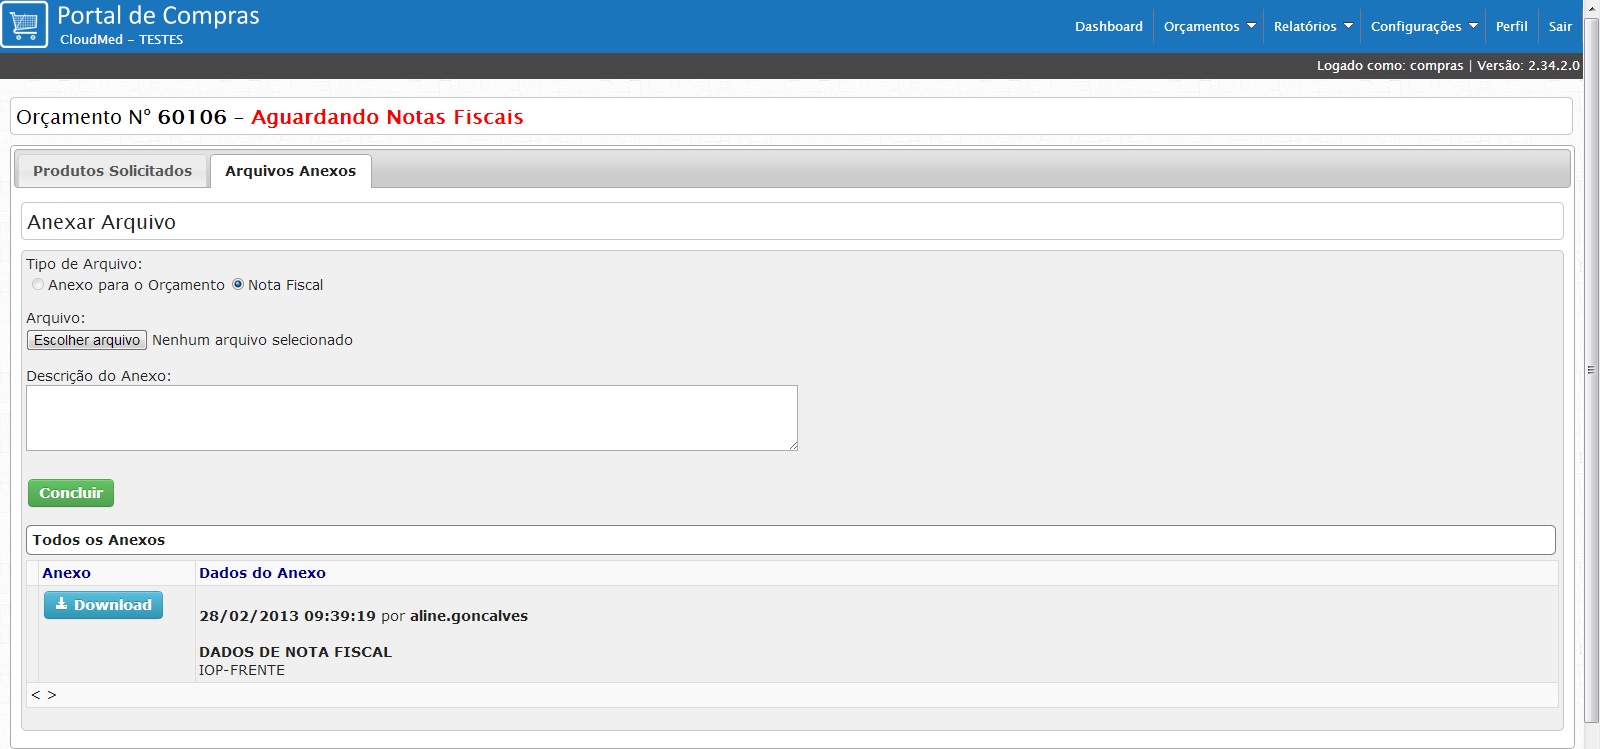 Portal de Compras
CloudMed - TESTES
Dashboard Orçamentos Relatórios Configurações Perfil Sair
Logado como: compras | Versão: 2.34.2.0
Orçamento N° 60106 - Aguardando Notas Fiscais
Produtos Solicitados Arquivos Anexos
Anexar Arquivo
Tipo de Arquivo:
Anexo para o Orçamento Nota Fiscal
Arquivo:
Escolher arquivo Nenhum arquivo selecionado
Descrição do Anexo:
Concluir
Todos os Anexos
Anexo Dados do Anexo
Download
28/02/2013 09:39:19 por aline.goncalves
DADOS DE NOTA FISCAL
IOP-FRENTE
< >